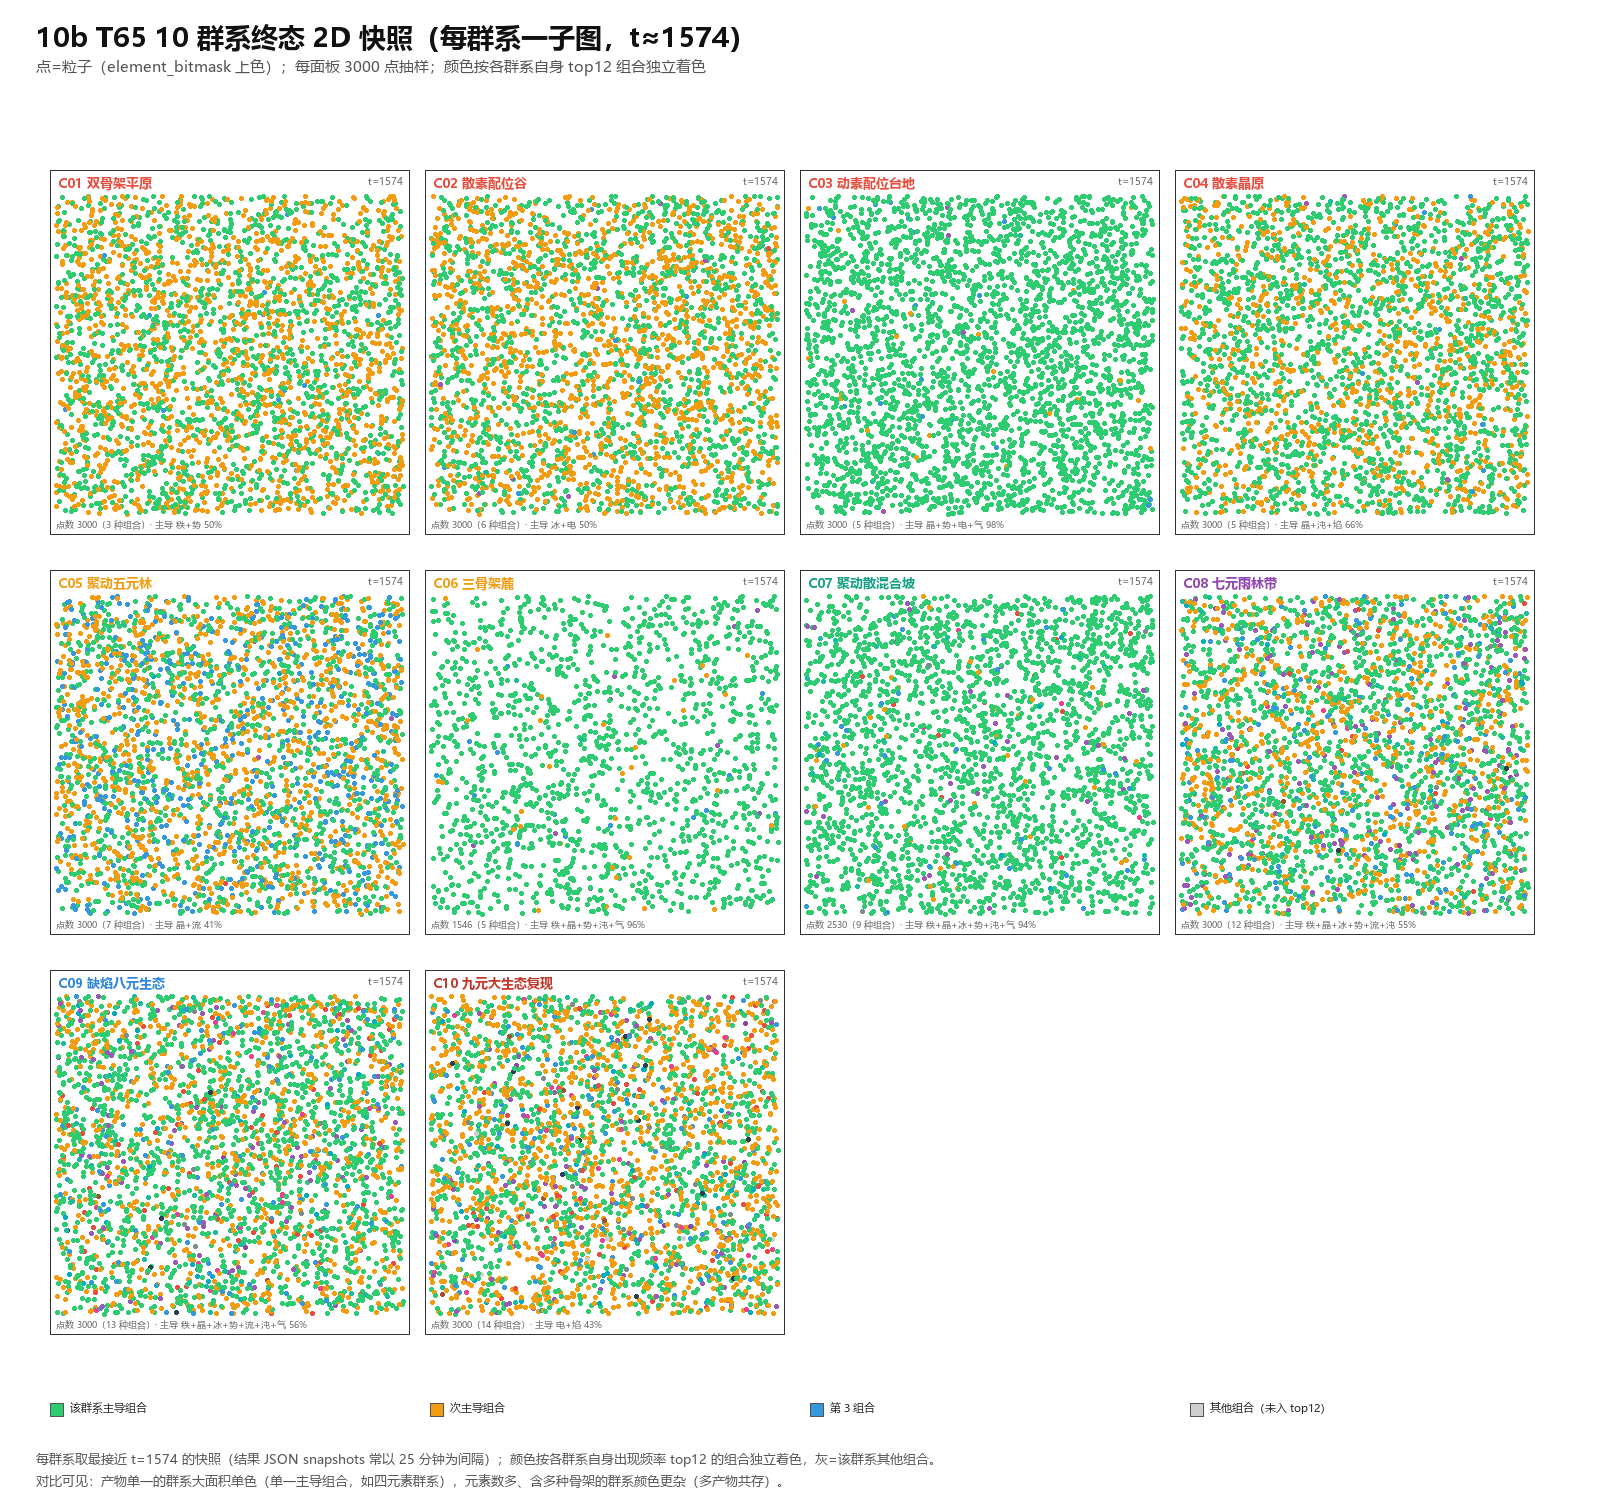 10b T65 10 群系终态 2D 快照（每群系一子图，t≈1574）
点=粒子（element_bitmask 上色）；每面板 3000 点抽样；颜色按各群系自身 top12 组合独立着色
C01 双骨架平原 t=1574
点数 3000（3 种组合）· 主导 秩+势 50%
C02 散素配位谷 t=1574
点数 3000（6 种组合）· 主导 冰+电 50%
C03 动素配位台地 t=1574
点数 3000（5 种组合）· 主导 晶+势+电+气 98%
C04 散素晶原 t=1574
点数 3000（5 种组合）· 主导 晶+沌+焰 66%
C05 聚动五元林 t=1574
点数 3000（7 种组合）· 主导 晶+流 41%
C06 三骨架麓 t=1574
点数 1546（5 种组合）· 主导 秩+晶+势+沌+气 96%
C07 聚动散混合坡 t=1574
点数 2530（9 种组合）· 主导 秩+晶+冰+势+沌+气 94%
C08 七元雨林带 t=1574
点数 3000（12 种组合）· 主导 秩+晶+冰+势+流+沌 55%
C09 缺焰八元生态 t=1574
点数 3000（13 种组合）· 主导 秩+晶+冰+势+流+沌+气 56%
C10 九元大生态复现 t=1574
点数 3000（14 种组合）· 主导 电+焰 43%
该群系主导组合
次主导组合
第 3 组合
其他组合（未入 top12）
每群系取最接近 t=1574 的快照（结果 JSON snapshots 常以 25 分钟为间隔）；颜色按各群系自身出现频率 top12 的组合独立着色，灰=该群系其他组合。
对比可见：产物单一的群系大面积单色（单一主导组合，如四元素群系），元素数多、含多种骨架的群系颜色更杂（多产物共存）。